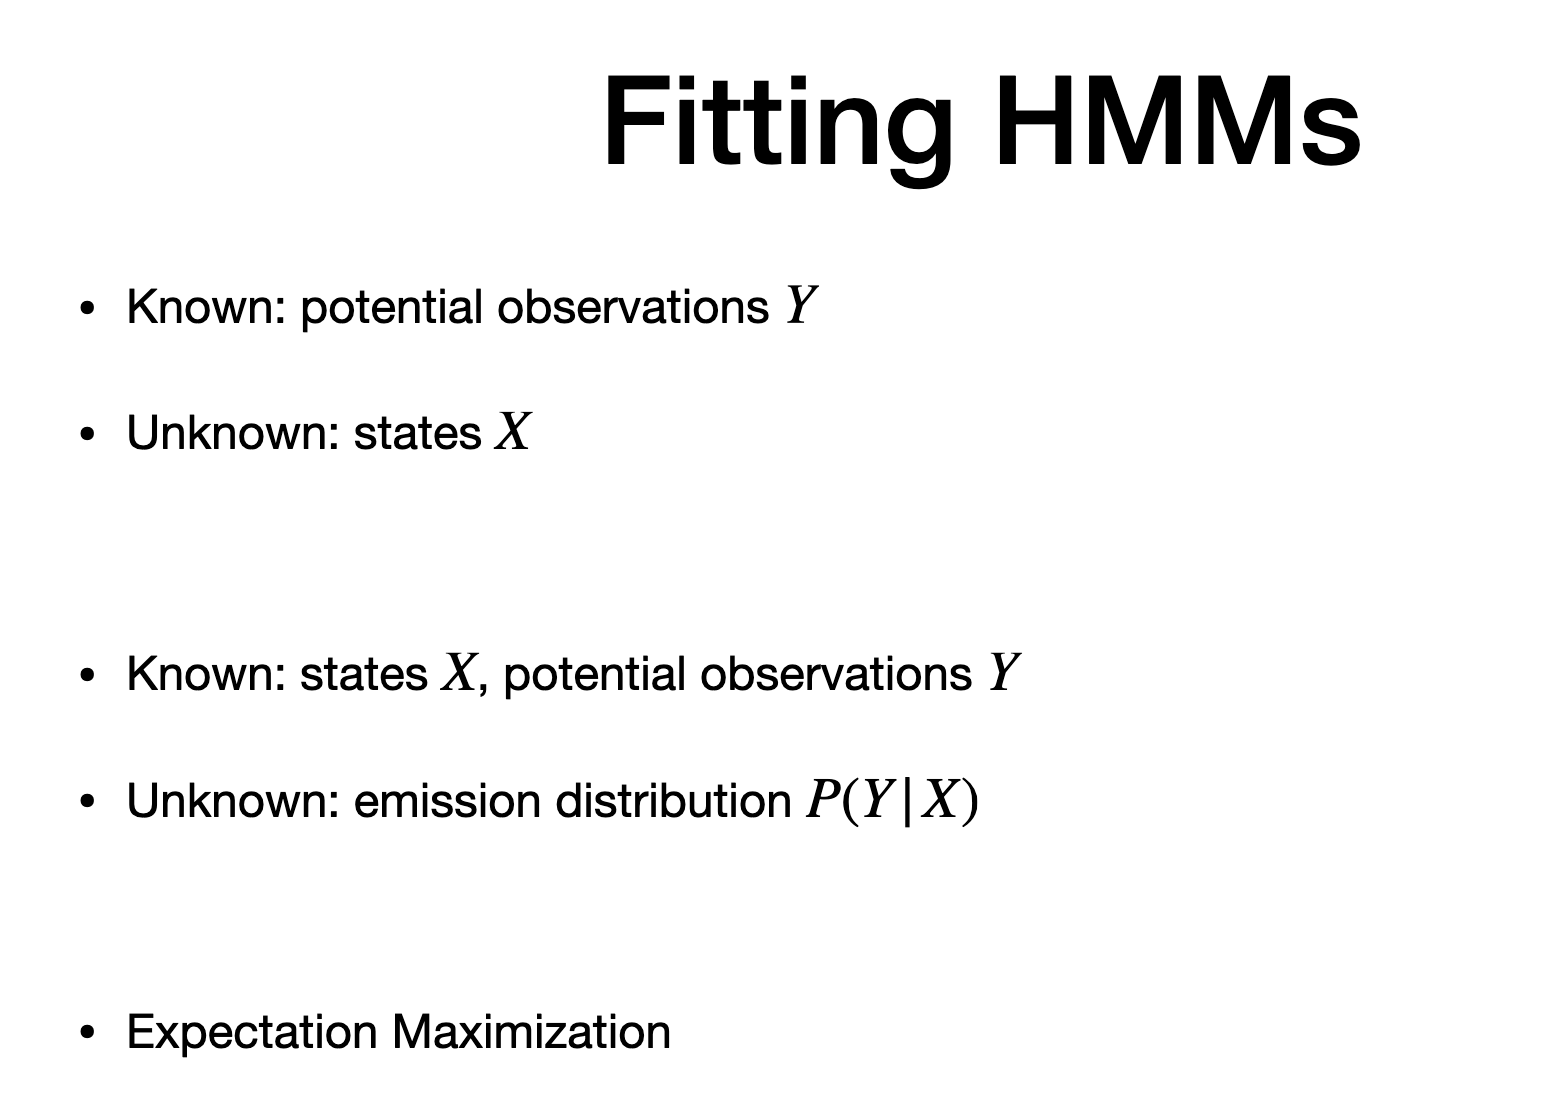 Fitting HMMs
• Known: potential observations Y
• Unknown: states X
• Known: states X, potential observations Y
• Unknown: emission distribution P(Y|X)
• Expectation Maximization